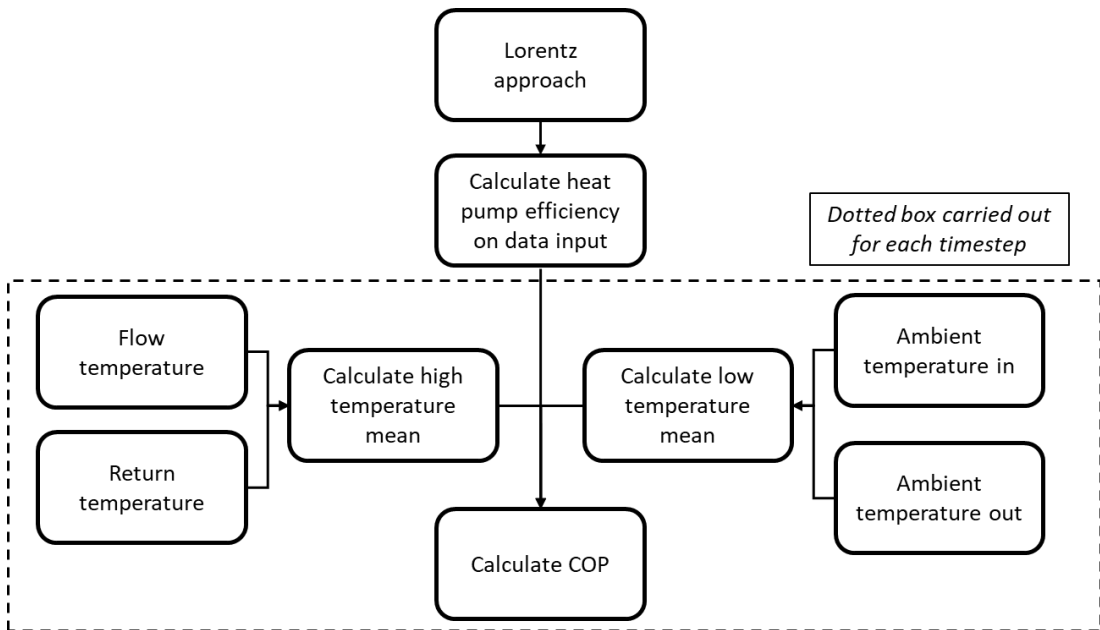 Lorentz
approach
Calculate heat
pump efficiency
on data input
Dotted box carried out
for each timestep
Flow
temperature
Return
temperature
Calculate high
temperature
mean
Calculate low
temperature
mean
Ambient
temperature in
Ambient
temperature out
Calculate COP